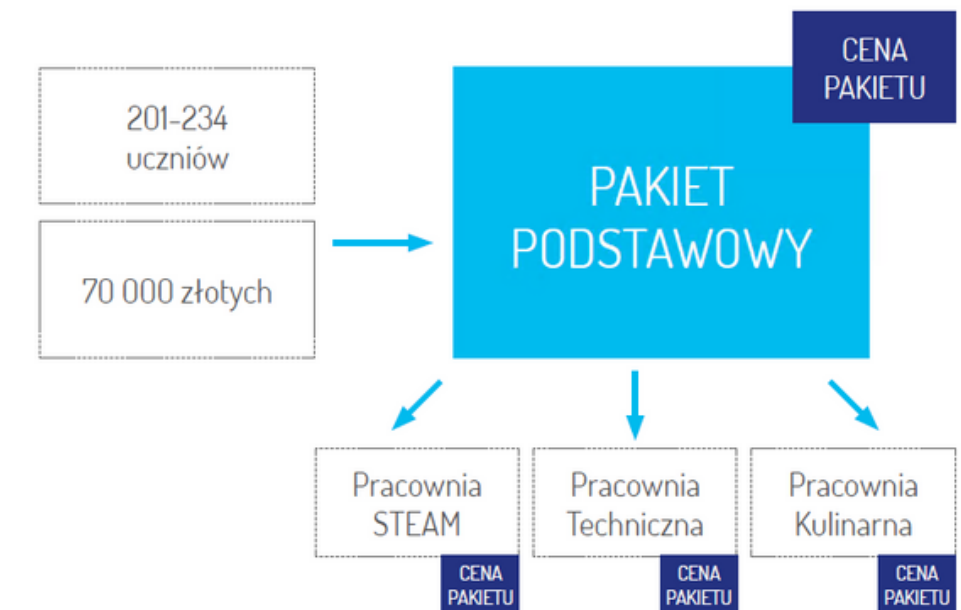 CENA
PAKIETU
201-234
uczniów
70 000 złotych
PAKIET
PODSTAWOWY
Pracownia
STEAM
CENA
PAKIETU
Pracownia
Techniczna
CENA
PAKIETU
Pracownia
Kulinarna
CENA
PAKIETU